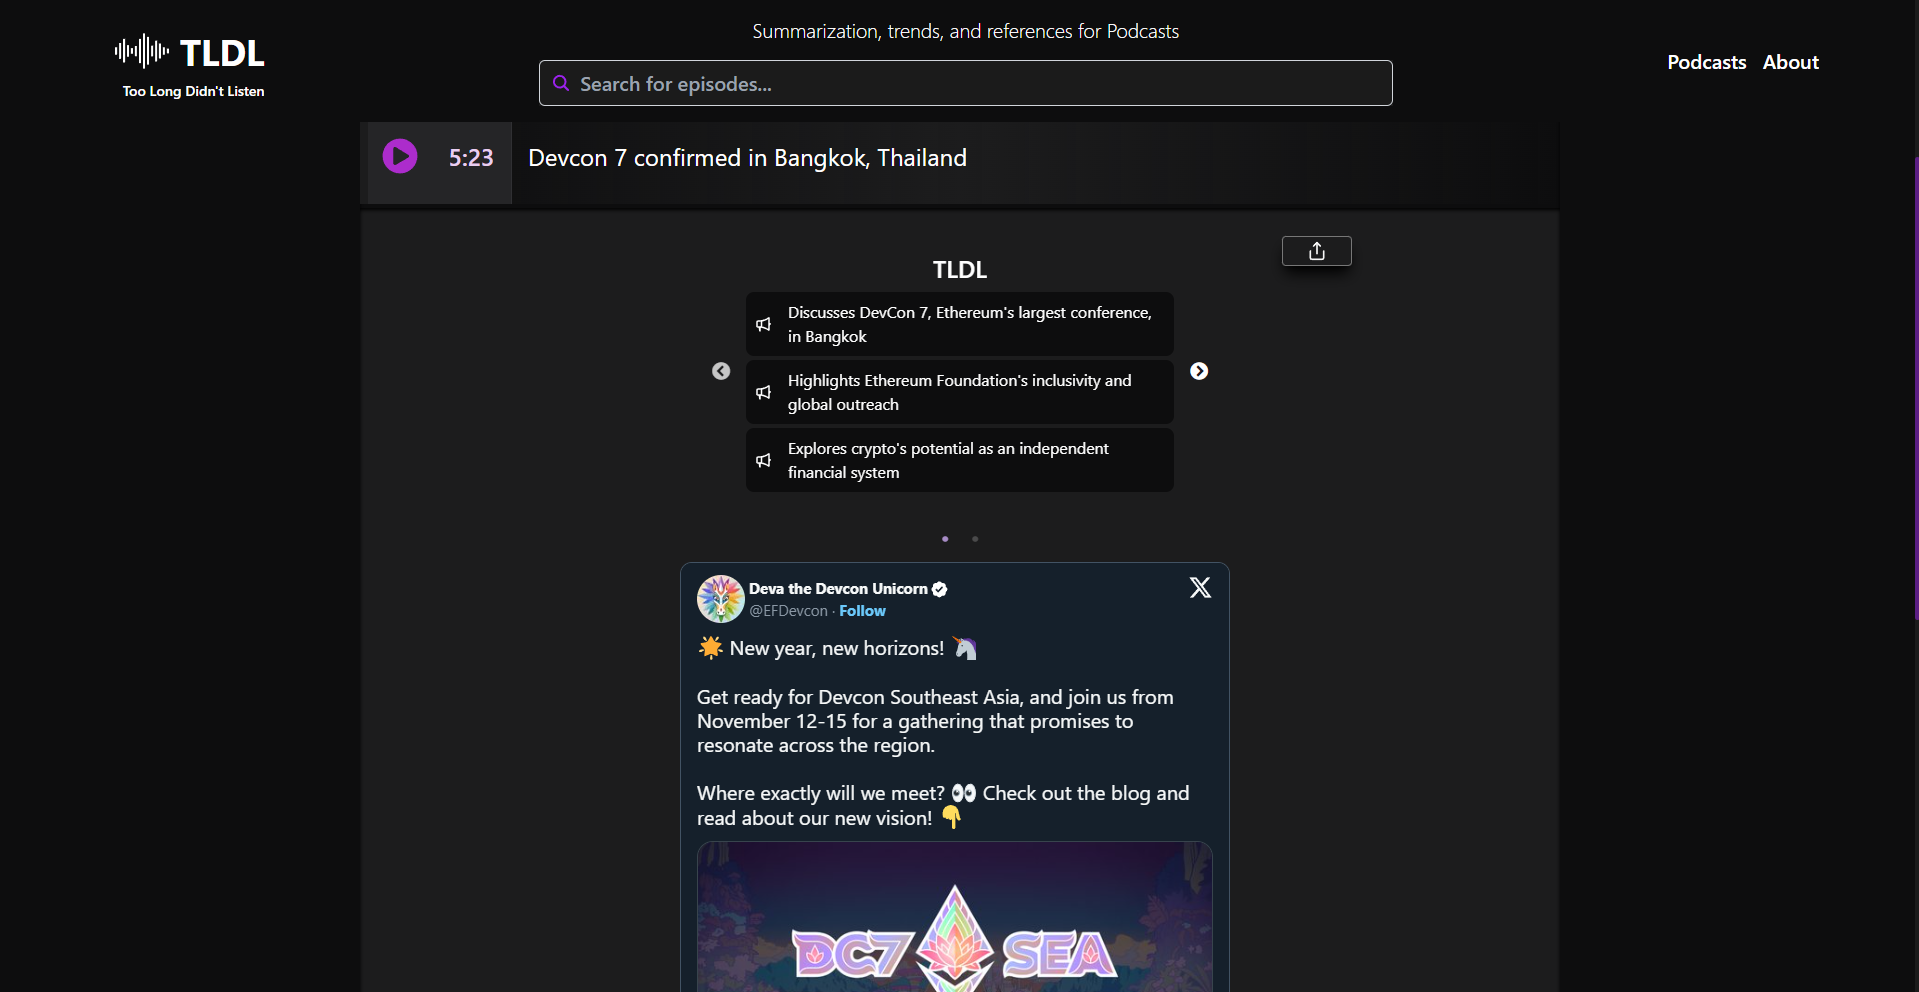 TLDL
Too Long Didn't Listen
Summarization, trends, and references for Podcasts
Search for episodes...
Podcasts About
5:23 Devcon 7 confirmed in Bangkok, Thailand
TLDL
Discusses DevCon 7, Ethereum's largest conference,
in Bangkok
Highlights Ethereum Foundation's inclusivity and
global outreach
Explores crypto's potential as an independent
financial system
Deva the Devcon Unicorn
@EFDevcon · Follow
🌟 New year, new horizons! 🦄
Get ready for Devcon Southeast Asia, and join us from
November 12-15 for a gathering that promises to
resonate across the region.
Where exactly will we meet? 👀 Check out the blog and
read about our new vision! 👇
DC7 SEA